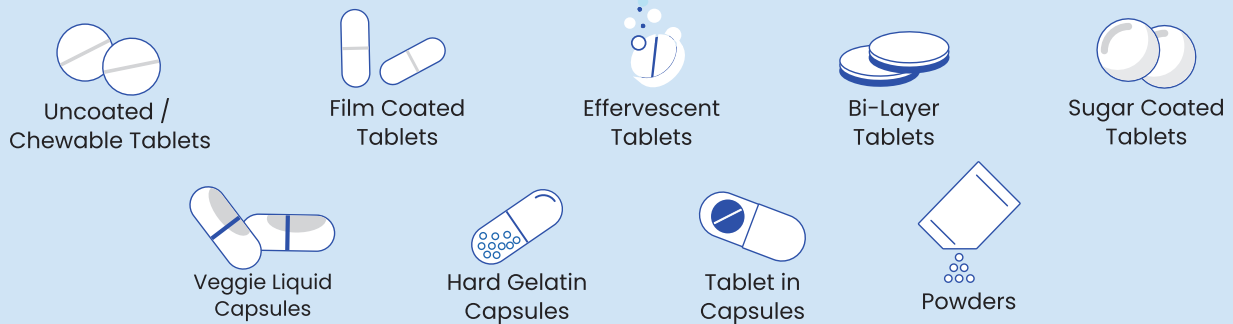 Uncoated /
Chewable Tablets
Film Coated
Tablets
Effervescent
Tablets
Bi-Layer
Tablets
Sugar Coated
Tablets
Veggie Liquid
Capsules
Hard Gelatin
Capsules
Tablet in
Capsules
Powders